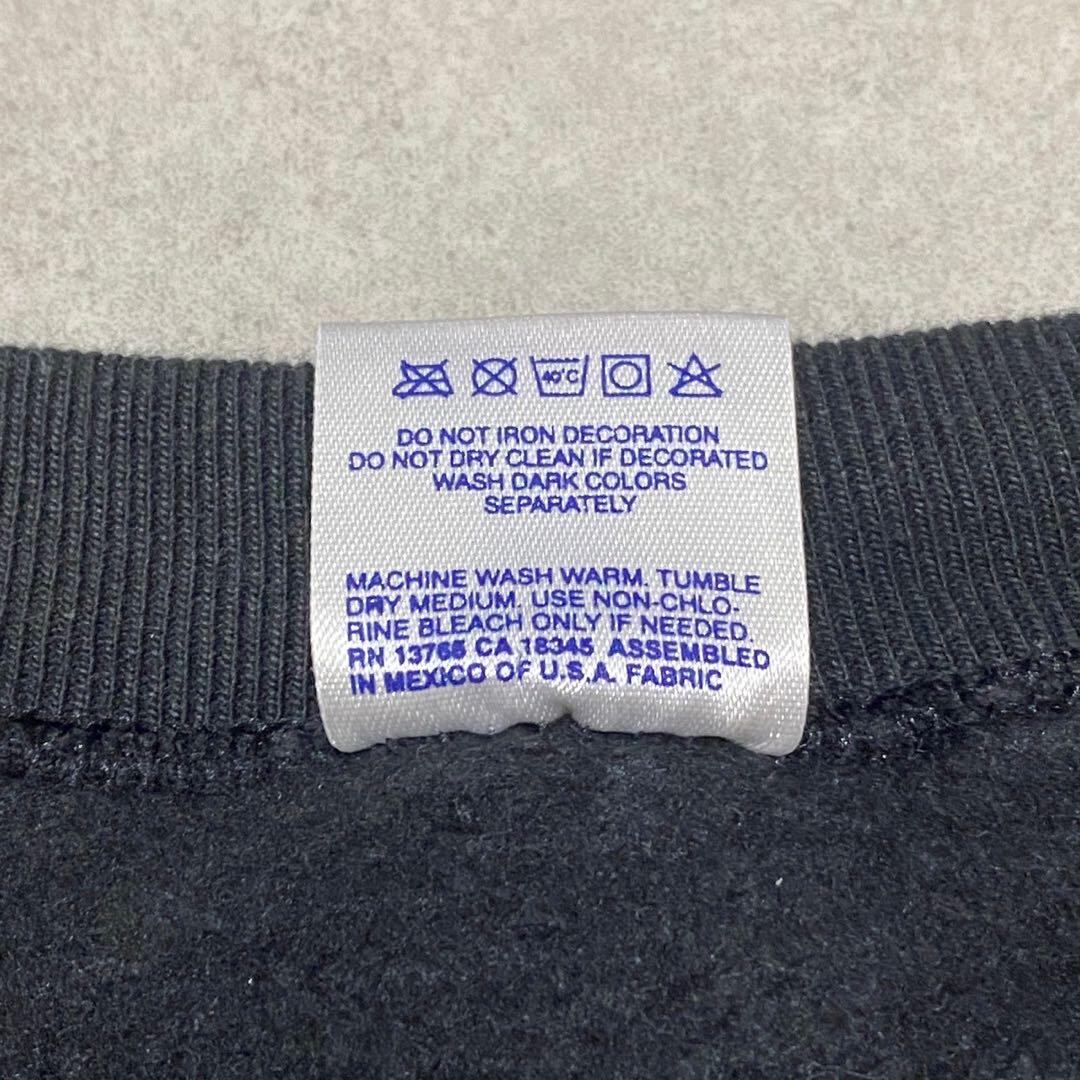 40°C
DO NOT IRON DECORATION
DO NOT DRY CLEAN IF DECORATED
WASH DARK COLORS
SEPARATELY
MACHINE WASH WARM. TUMBLE
DRY MEDIUM. USE NON-CHLO-
RINE BLEACH ONLY IF NEEDED.
RN 13765 CA 18345 ASSEMBLED
IN MEXICO OF U.S.A. FABRIC